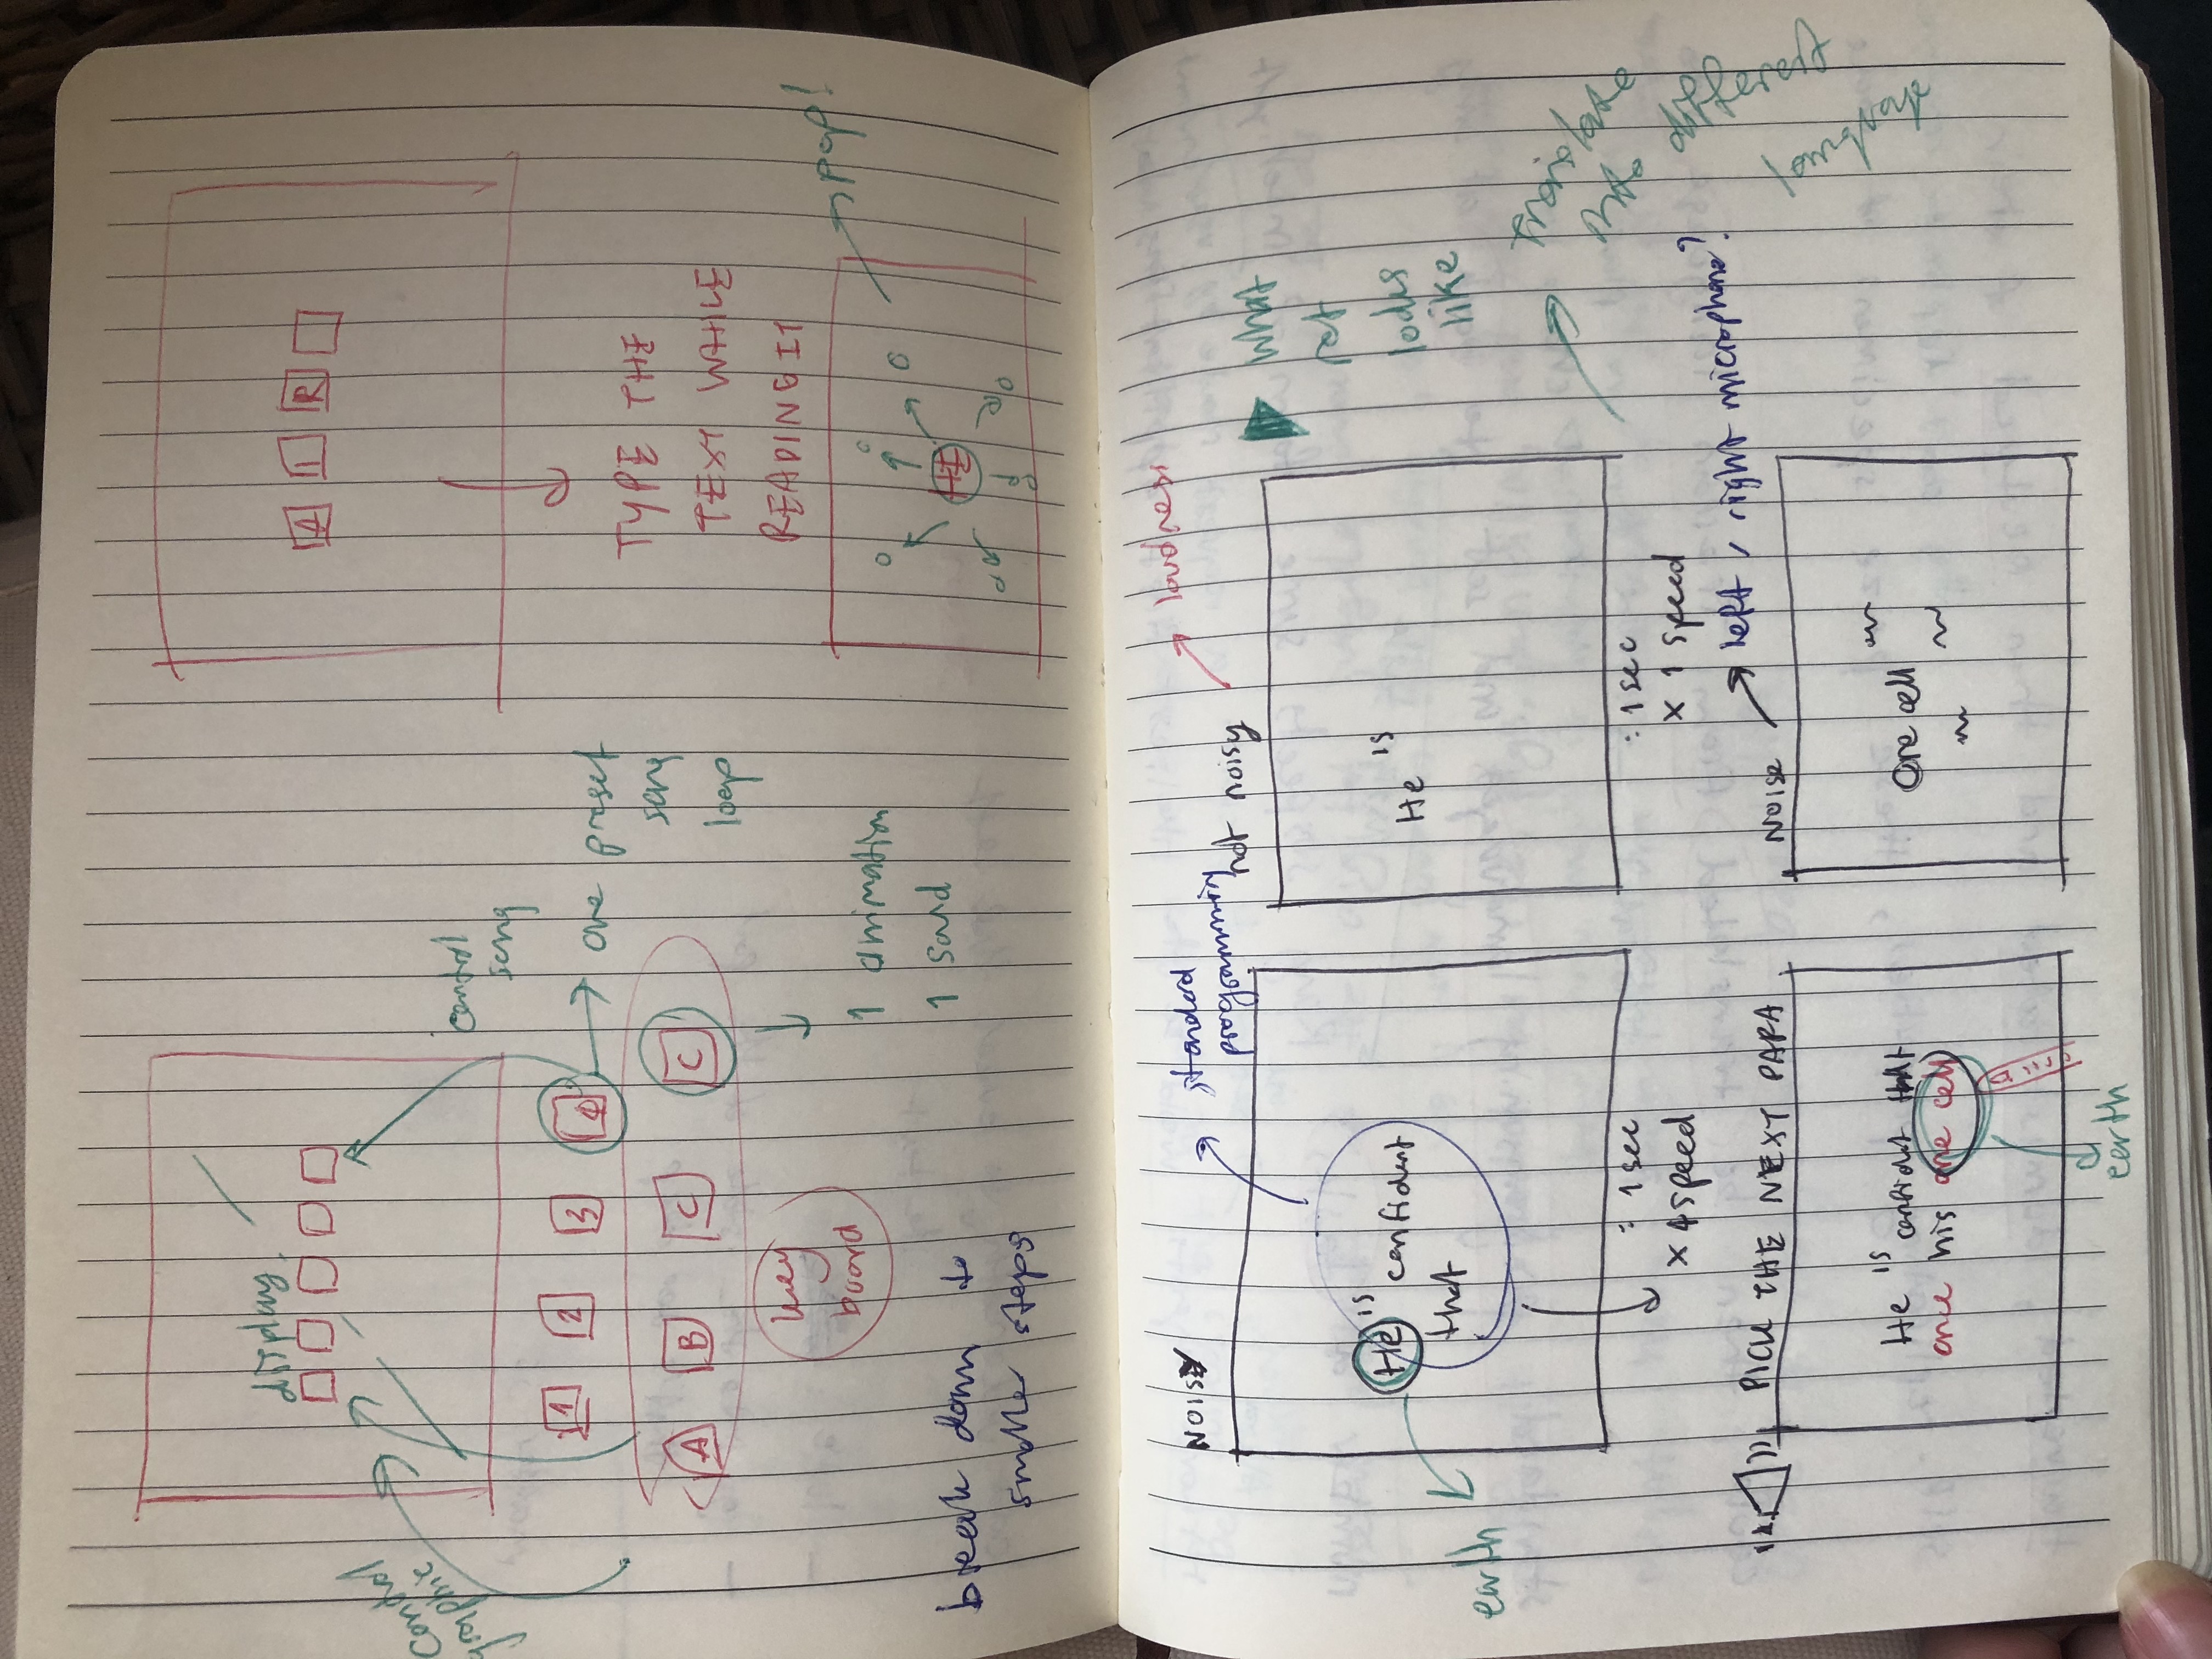 display
control
graphic
control
song
1 2 3 4
one preset
song
loop
A B C C
key
board
1 animation
1 sound
break down to
smaller steps
A I R
TYPE THE
TEXT WHILE
READING IT
pop!
HE
NOISY
standard
programming
He is confident
that
earth
: 1 sec
× 4 speed
not noisy
loudness
He is
: 1 sec
× 1 speed
what
pet
looks
like
translate
into
different
language
PICK THE NEXT PARA
He is confident that
once his one cell
earth
NOISE
left, right microphone?
One cell